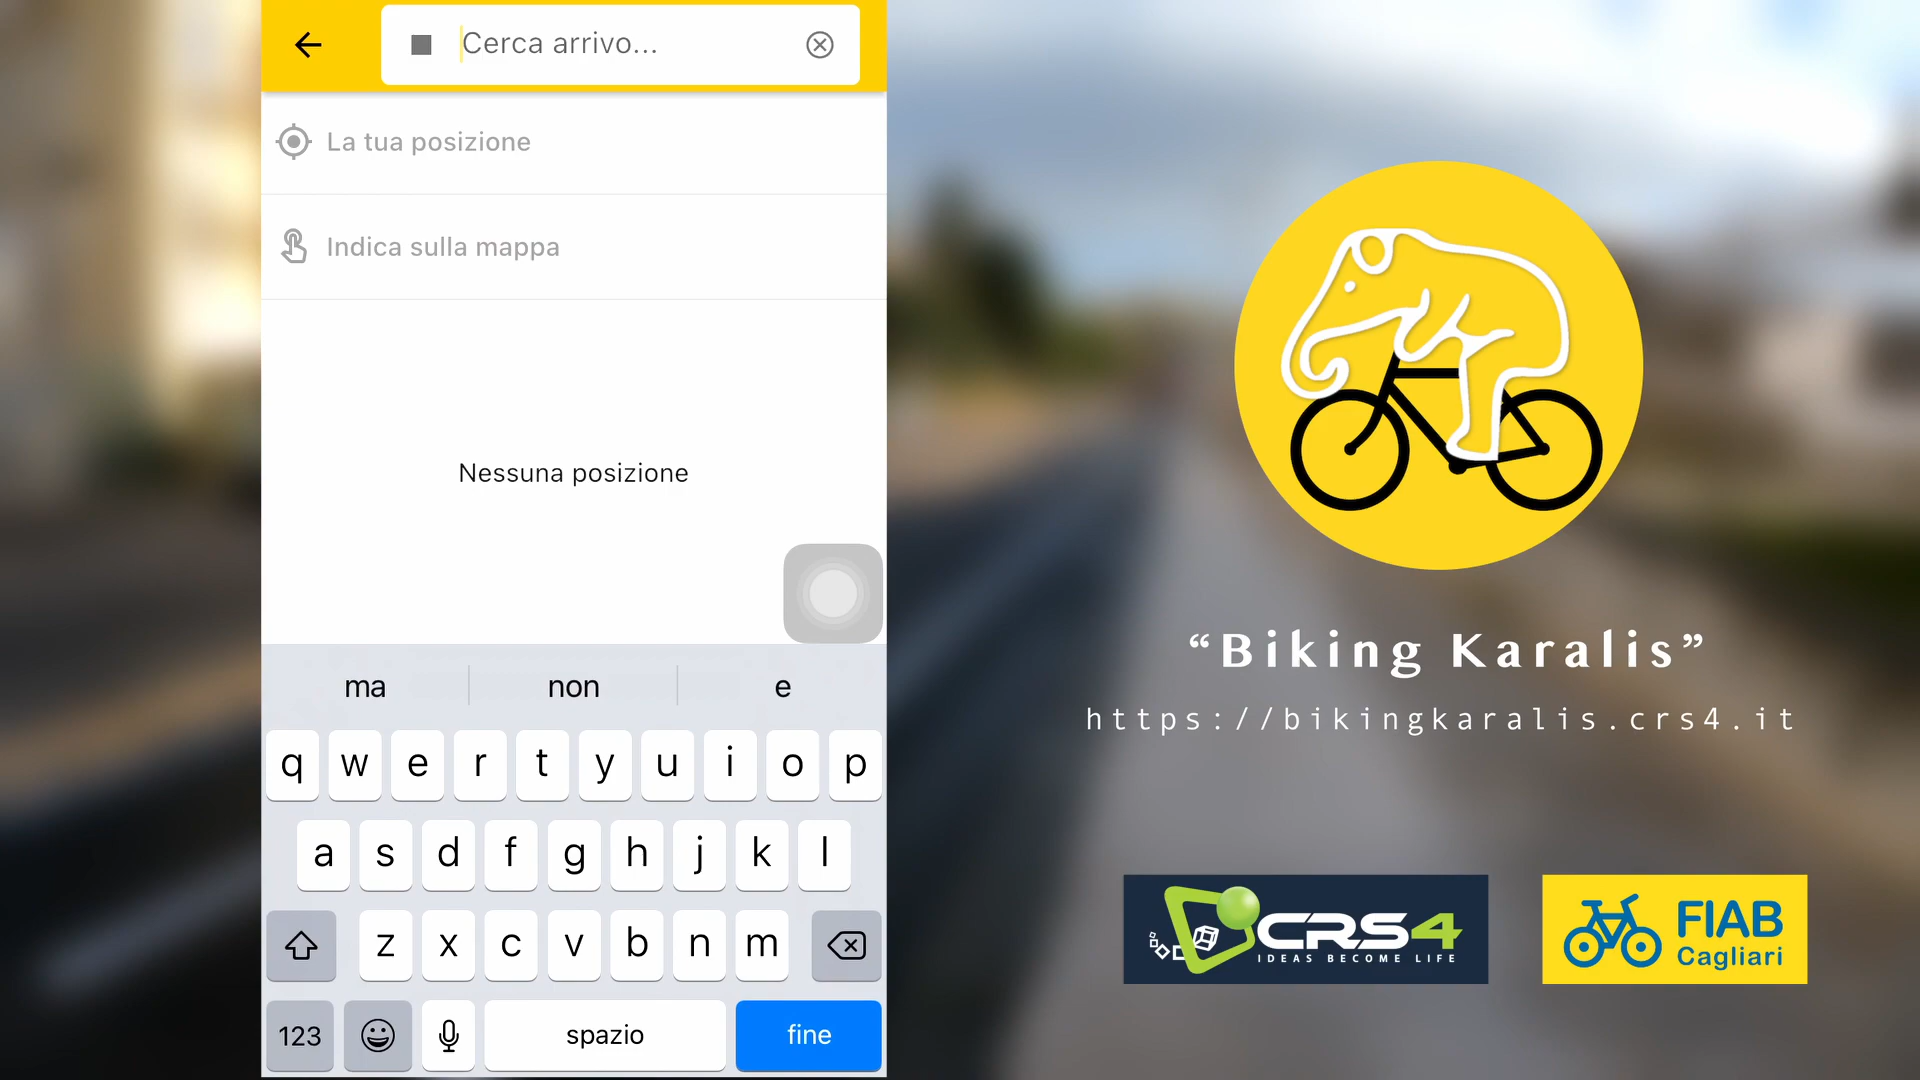 Cerca arrivo...
La tua posizione
Indica sulla mappa
Nessuna posizione
ma non e
q w e r t y u i o p
a s d f g h j k l
z x c v b n m
123 spazio fine
“Biking Karalis”
https://bikingkaralis.crs4.it
CRS4
IDEAS BECOME LIFE
FIAB
Cagliari